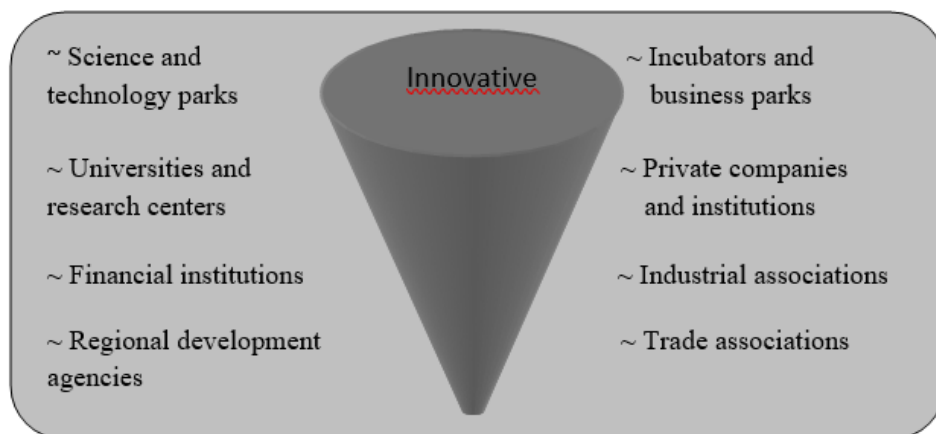 ~ Science and
technology parks
~ Universities and
research centers
~ Financial institutions
~ Regional development
agencies
Innovative
~ Incubators and
business parks
~ Private companies
and institutions
~ Industrial associations
~ Trade associations